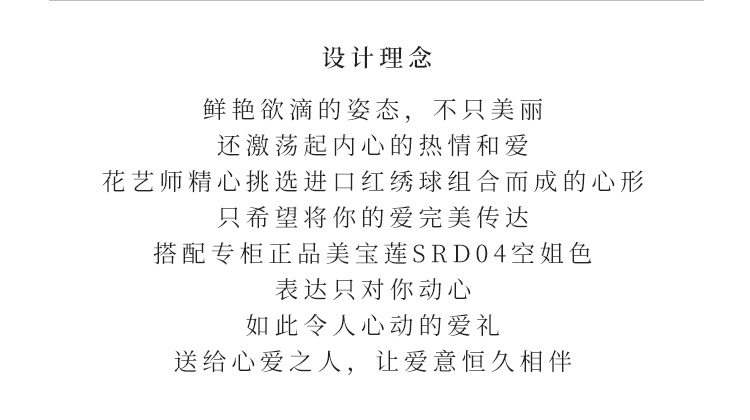 设计理念
鲜艳欲滴的姿态，不只美丽
还激荡起内心的热情和爱
花艺师精心挑选进口红绣球组合而成的心形
只希望将你的爱完美传达
搭配专柜正品美宝莲SRD04空姐色
表达只对你动心
如此令人心动的爱礼
送给心爱之人，让爱意恒久相伴